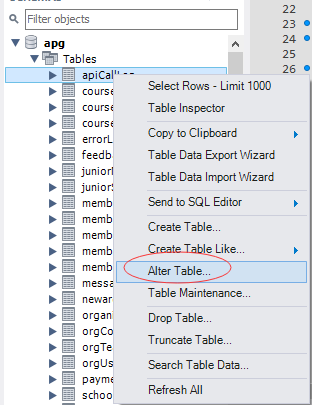 Filter objects
22
23
24
25
26
apg
Tables
Select Rows - Limit 1000
Table Inspector
Copy to Clipboard
Table Data Export Wizard
Table Data Import Wizard
Send to SQL Editor
Create Table...
Create Table Like...
Alter Table...
Table Maintenance...
Drop Table...
Truncate Table...
Search Table Data...
Refresh All
course
course
course
errorL
feedb
junior
junior
memb
memb
memb
memb
memb
messa
newar
organi
orgCo
orgTe
orgUs
payme
schoo